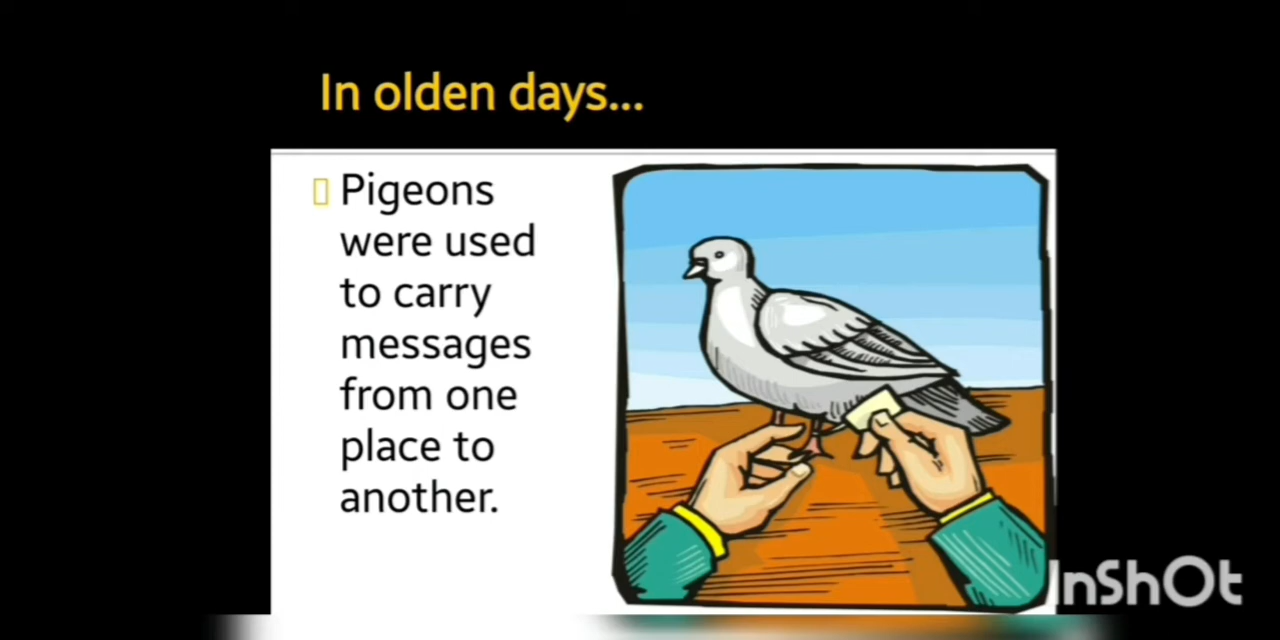 In olden days...
Pigeons
were used
to carry
messages
from one
place to
another.
InShOt